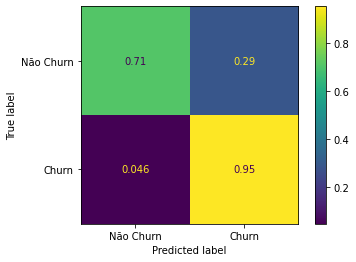 True label
Não Churn
0.71
0.29
Churn
0.046
0.95
Não Churn
Churn
Predicted label
0.8
0.6
0.4
0.2